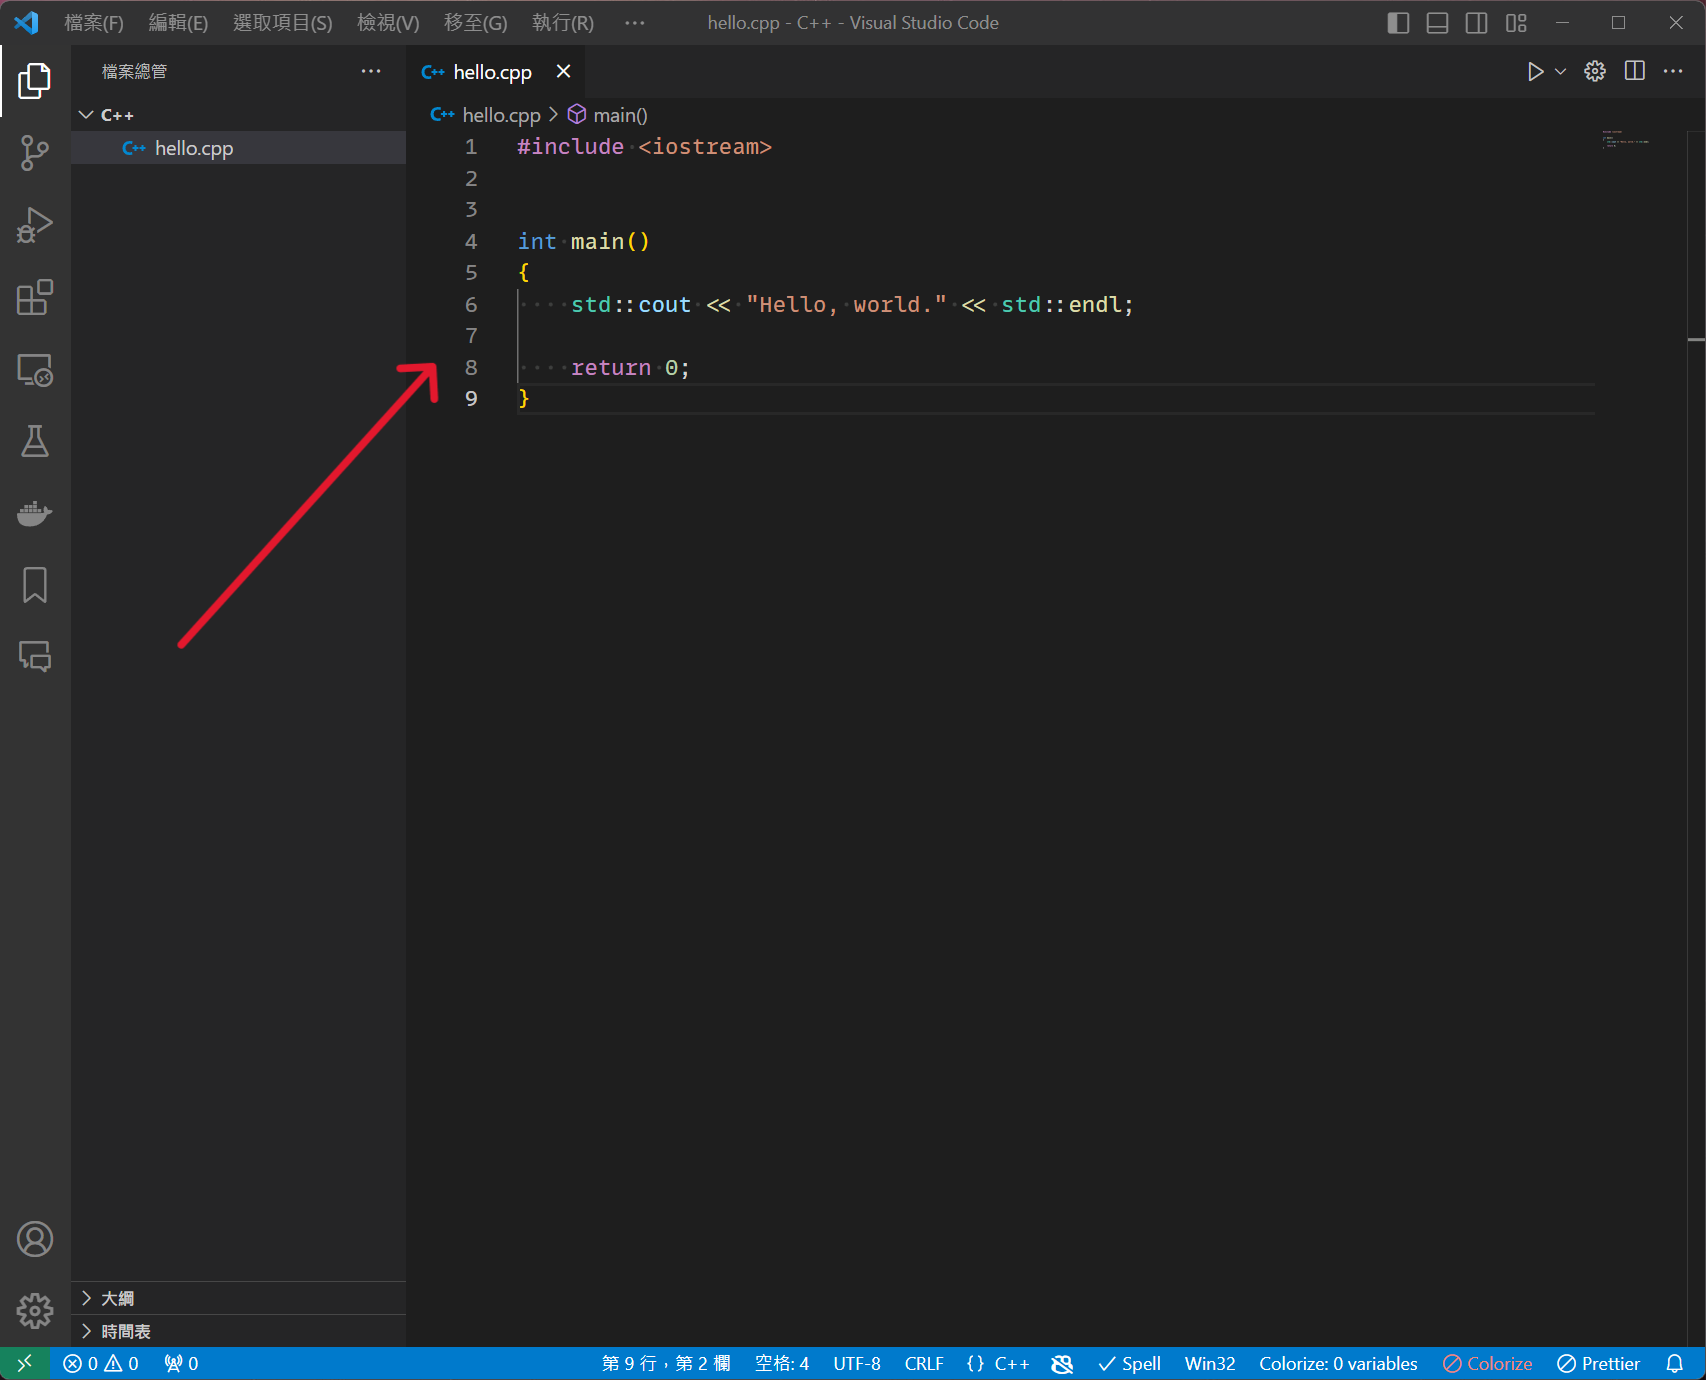 檔案(F) 編輯(E) 選取項目(S) 檢視(V) 移至(G) 執行(R) ··· hello.cpp - C++ - Visual Studio Code
檔案總管 ···
C++
C++ hello.cpp
C++ hello.cpp
C++ hello.cpp > main()
1 #include <iostream>
2
3
4 int main()
5 {
6 std::cout << "Hello, world." << std::endl;
7
8 return 0;
9 }
大綱
時間表
0 0 0 第 9 行，第 2 欄 空格: 4 UTF-8 CRLF {} C++ Spell Win32 Colorize: 0 variables Colorize Prettier